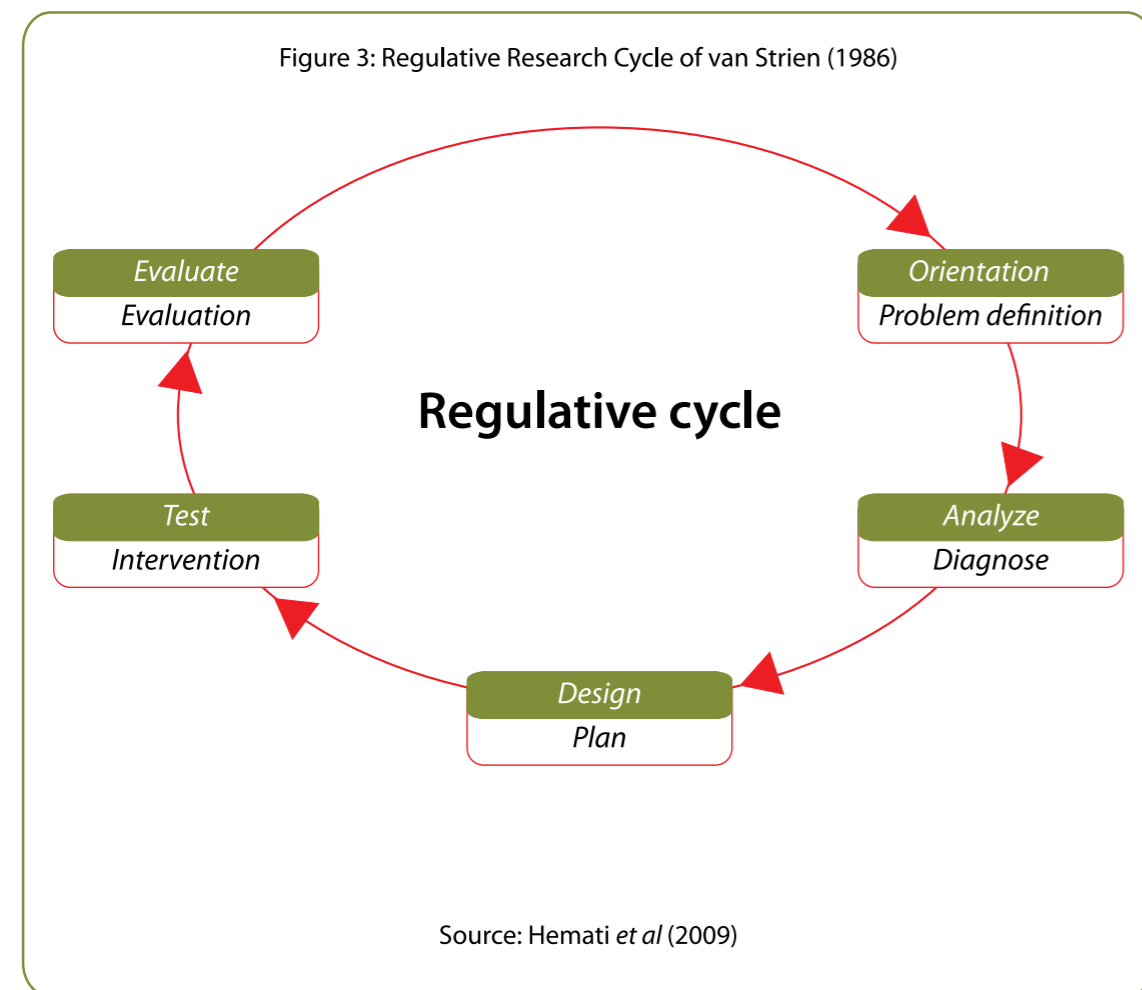 Figure 3: Regulative Research Cycle of van Strien (1986)
Evaluate
Evaluation
Orientation
Problem definition
Regulative cycle
Test
Intervention
Analyze
Diagnose
Design
Plan
Source: Hemati et al (2009)